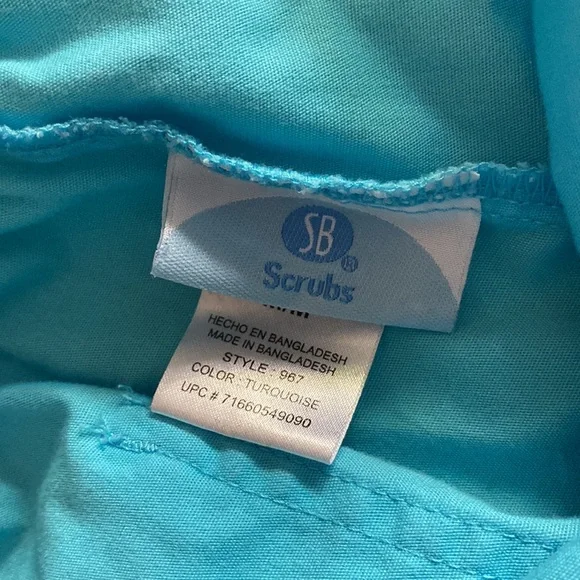 SB®
Scrubs
M/M
HECHO EN BANGLADESH
MADE IN BANGLADESH
STYLE : 967
COLOR : TURQUOISE
UPC # 71660549090